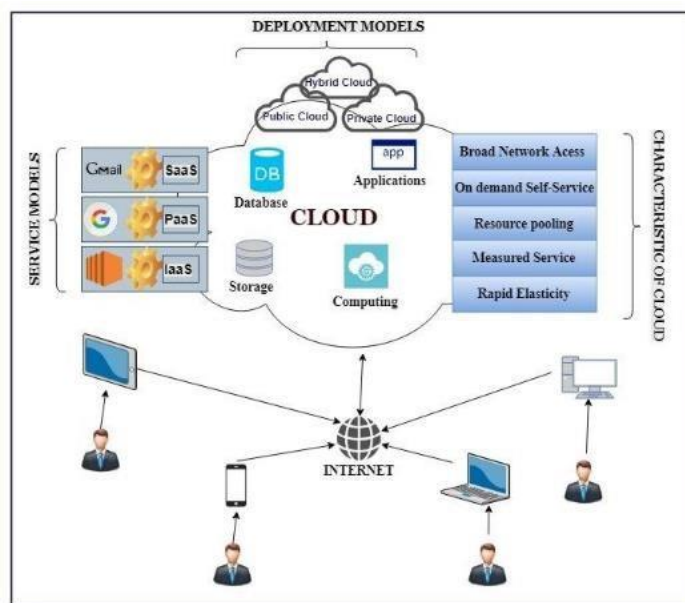 DEPLOYMENT MODELS
Hybrid Cloud
Public Cloud
Private Cloud
SERVICE MODELS
Gmail
SaaS
PaaS
IaaS
DB
Database
app
Applications
CLOUD
Storage
Computing
Broad Network Acess
On demand Self-Service
Resource pooling
Measured Service
Rapid Elasticity
CHARACTERISTIC OF CLOUD
INTERNET